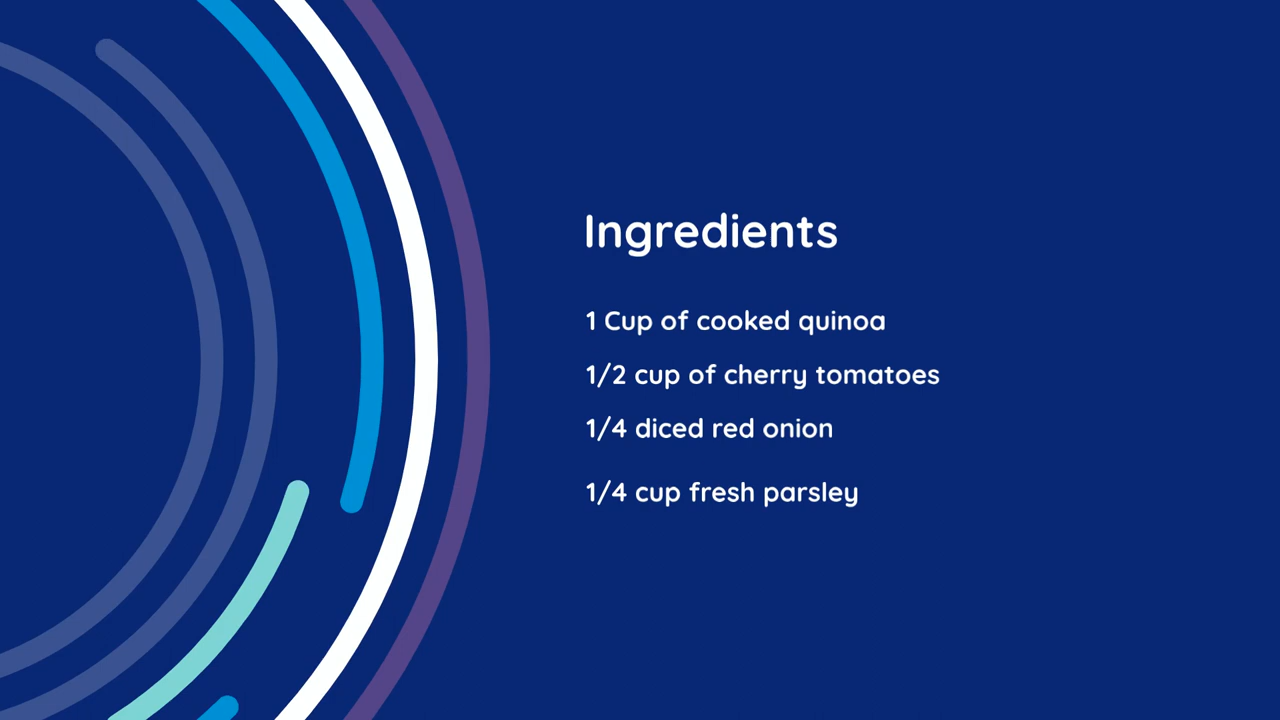 Ingredients
1 Cup of cooked quinoa
1/2 cup of cherry tomatoes
1/4 diced red onion
1/4 cup fresh parsley